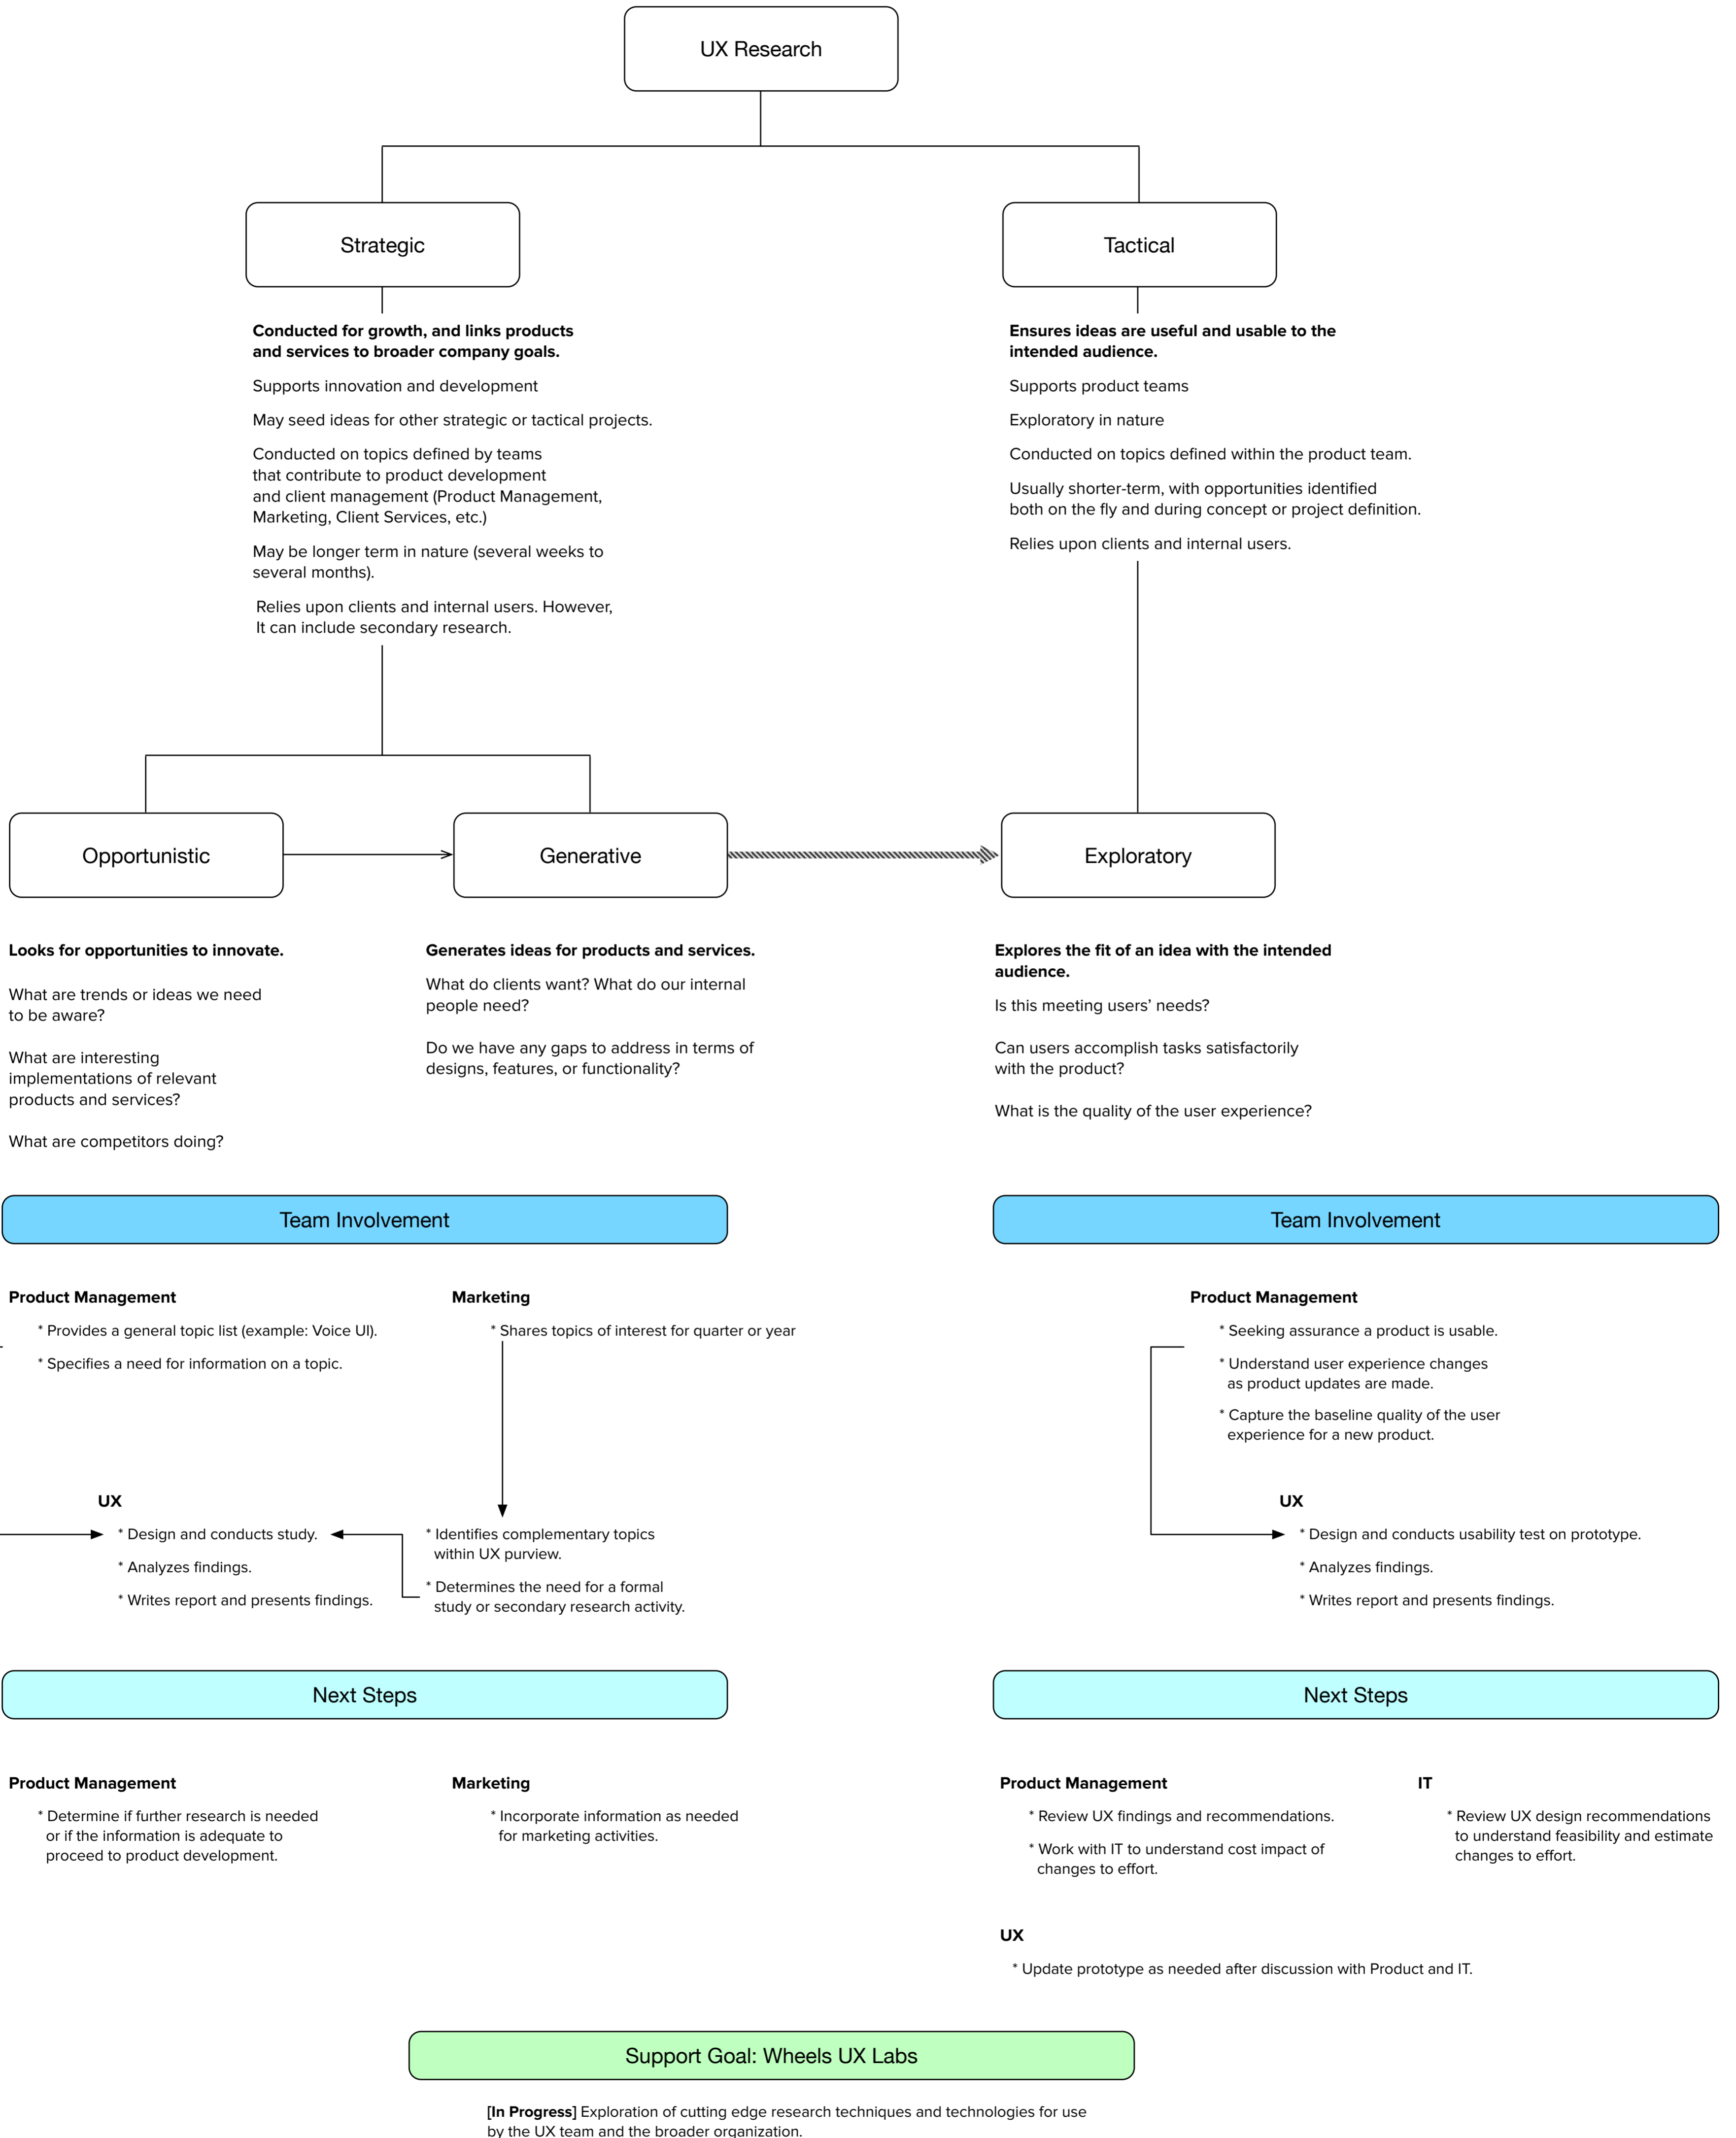 UX Research
Strategic
Tactical
Conducted for growth, and links products
and services to broader company goals.
Supports innovation and development
May seed ideas for other strategic or tactical projects.
Conducted on topics defined by teams
that contribute to product development
and client management (Product Management,
Marketing, Client Services, etc.)
May be longer term in nature (several weeks to
several months).
Relies upon clients and internal users. However,
It can include secondary research.
Ensures ideas are useful and usable to the
intended audience.
Supports product teams
Exploratory in nature
Conducted on topics defined within the product team.
Usually shorter-term, with opportunities identified
both on the fly and during concept or project definition.
Relies upon clients and internal users.
Opportunistic
Generative
Exploratory
Looks for opportunities to innovate.
What are trends or ideas we need
to be aware?
What are interesting
implementations of relevant
products and services?
What are competitors doing?
Generates ideas for products and services.
What do clients want? What do our internal
people need?
Do we have any gaps to address in terms of
designs, features, or functionality?
Explores the fit of an idea with the intended
audience.
Is this meeting users’ needs?
Can users accomplish tasks satisfactorily
with the product?
What is the quality of the user experience?
Team Involvement
Product Management
* Provides a general topic list (example: Voice UI).
* Specifies a need for information on a topic.
Marketing
* Shares topics of interest for quarter or year
UX
* Design and conducts study.
* Analyzes findings.
* Writes report and presents findings.
* Identifies complementary topics
within UX purview.
* Determines the need for a formal
study or secondary research activity.
Team Involvement
Product Management
* Seeking assurance a product is usable.
* Understand user experience changes
as product updates are made.
* Capture the baseline quality of the user
experience for a new product.
UX
* Design and conducts usability test on prototype.
* Analyzes findings.
* Writes report and presents findings.
Next Steps
Product Management
* Determine if further research is needed
or if the information is adequate to
proceed to product development.
Marketing
* Incorporate information as needed
for marketing activities.
Next Steps
Product Management
* Review UX findings and recommendations.
* Work with IT to understand cost impact of
changes to effort.
IT
* Review UX design recommendations
to understand feasibility and estimate
changes to effort.
UX
* Update prototype as needed after discussion with Product and IT.
Support Goal: Wheels UX Labs
[In Progress] Exploration of cutting edge research techniques and technologies for use
by the UX team and the broader organization.